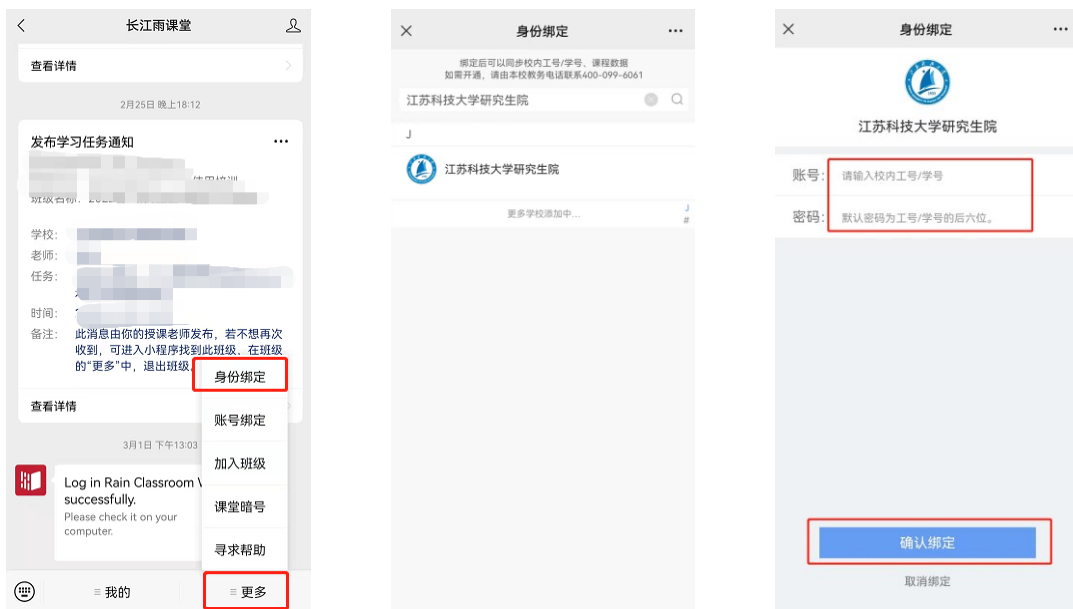 长江雨课堂
查看详情
2月25日 晚上18:12
发布学习任务通知
班级名称:
学校:
老师:
任务:
时间:
备注: 此消息由你的授课老师发布，若不想再次
收到，可进入小程序找到此班级、在班级
的“更多”中，退出班级
查看详情
3月1日 下午13:03
Log in Rain Classroom
successfully.
Please check it on your
computer.
身份绑定
账号绑定
加入班级
课堂暗号
寻求帮助
我的
更多
身份绑定
绑定后可以同步校内工号/学号、课程数据
如需开通，请由本校教务电话联系400-099-6061
江苏科技大学研究生院
J
江苏科技大学研究生院
更多学校添加中...
J
#
身份绑定
江苏科技大学研究生院
账号: 请输入校内工号/学号
密码: 默认密码为工号/学号的后六位。
确认绑定
取消绑定